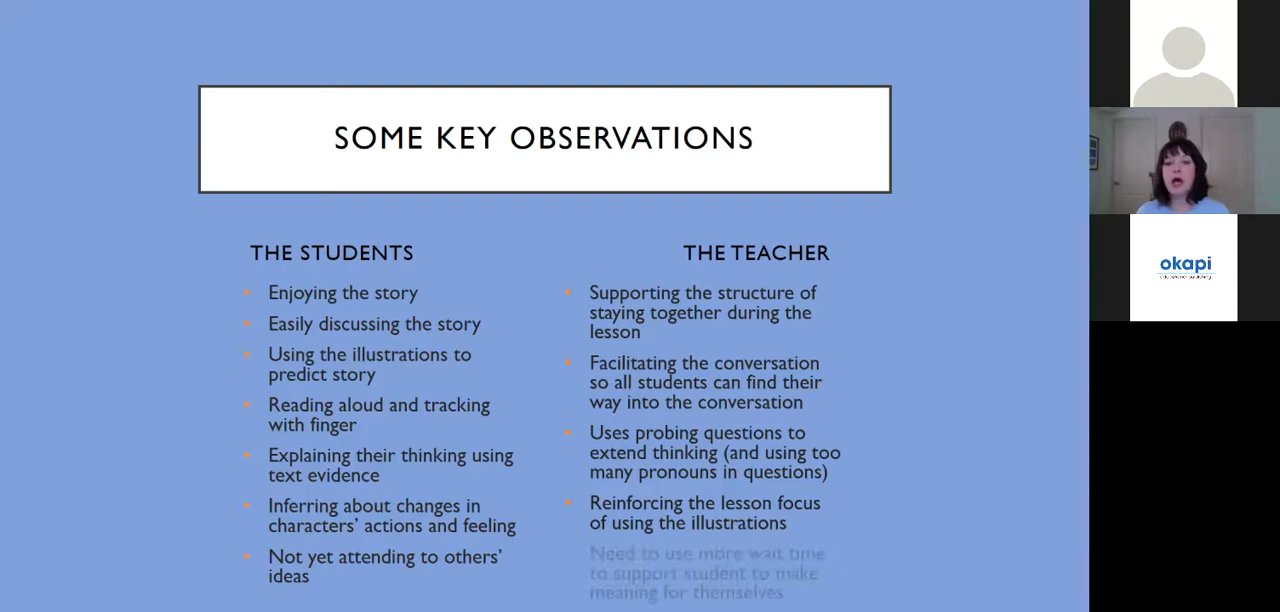 SOME KEY OBSERVATIONS
THE STUDENTS
Enjoying the story
Easily discussing the story
Using the illustrations to
predict story
Reading aloud and tracking
with finger
Explaining their thinking using
text evidence
Inferring about changes in
characters' actions and feeling
Not yet attending to others'
ideas
THE TEACHER
Supporting the structure of
staying together during the
lesson
Facilitating the conversation
so all students can find their
way into the conversation
Uses probing questions to
extend thinking (and using too
many pronouns in questions)
Reinforcing the lesson focus
of using the illustrations
Need to use more wait time
to support student to make
meaning for themselves
okapi
educational publishing